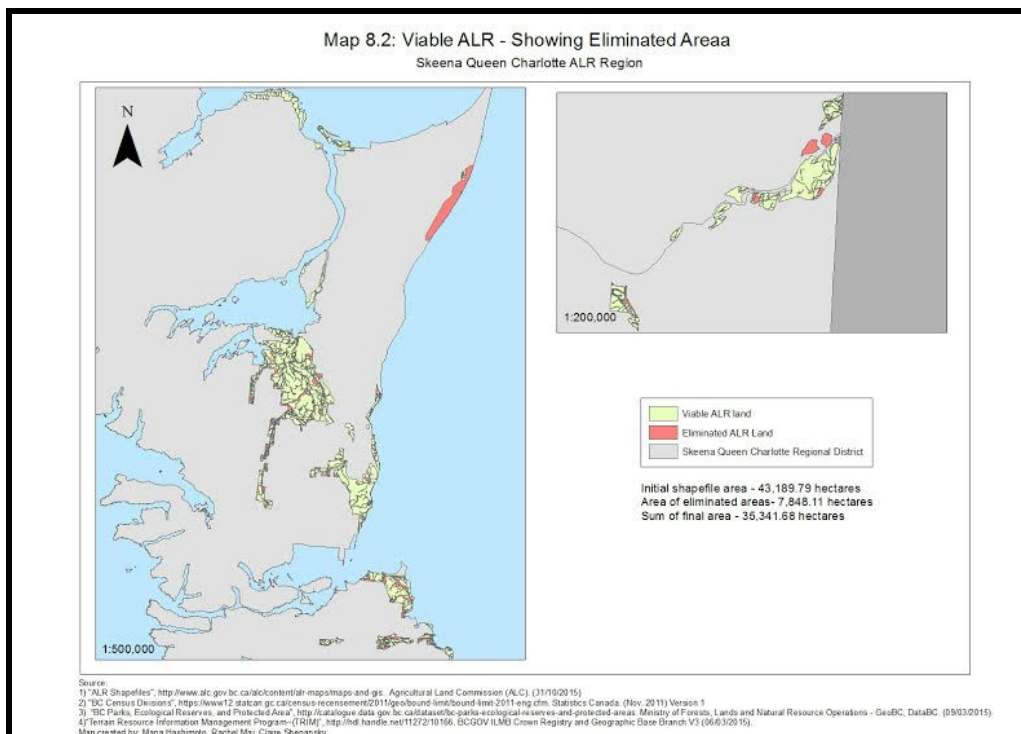 Map 8.2: Viable ALR - Showing Eliminated Areaa
Skeena Queen Charlotte ALR Region
N
1:500,000
1:200,000
Viable ALR land
Eliminated ALR Land
Skeena Queen Charlotte Regional District
Initial shapefile area - 43,189.79 hectares
Area of eliminated areas- 7,848.11 hectares
Sum of final area - 35,341.68 hectares
Source:
1) "ALR Shapefiles", http://www.alc.gov.bc.ca/alc/content/alr-maps/maps-and-gis. Agricultural Land Commission (ALC). (31/10/2015)
2) "BC Census Divisions", https://www12.statcan.gc.ca/census-recensement/2011/geo/bound-limit/bound-limit-2011-eng.cfm. Statistics Canada. (Nov. 2011) Version 1
3) "BC Parks, Ecological Reserves, and Protected Area", http://catalogue.data.gov.bc.ca/dataset/bc-parks-ecological-reserves-and-protected-areas. Ministry of Forests, Lands and Natural Resource Operations - GeoBC, DataBC. (09/03/2015).
4)"Terrain Resource Information Management Program--(TRIM)", http://hdl.handle.net/11272/10166. BCGOV ILMB Crown Registry and Geographic Base Branch V3 (06/03/2015).
Map created by: Mana Hashimoto, Rachel Mai, Claire Shenansky